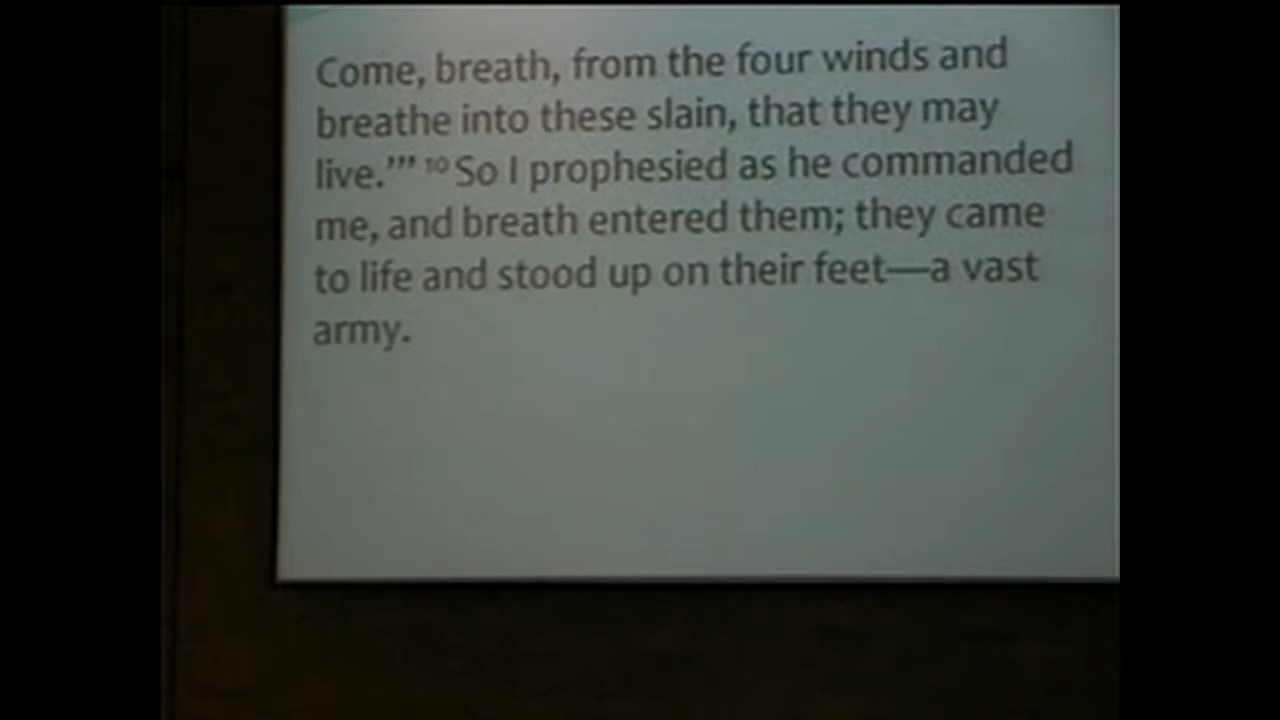 Come, breath, from the four winds and
breathe into these slain, that they may
live.’”’ ¹⁰ So I prophesied as he commanded
me, and breath entered them; they came
to life and stood up on their feet—a vast
army.